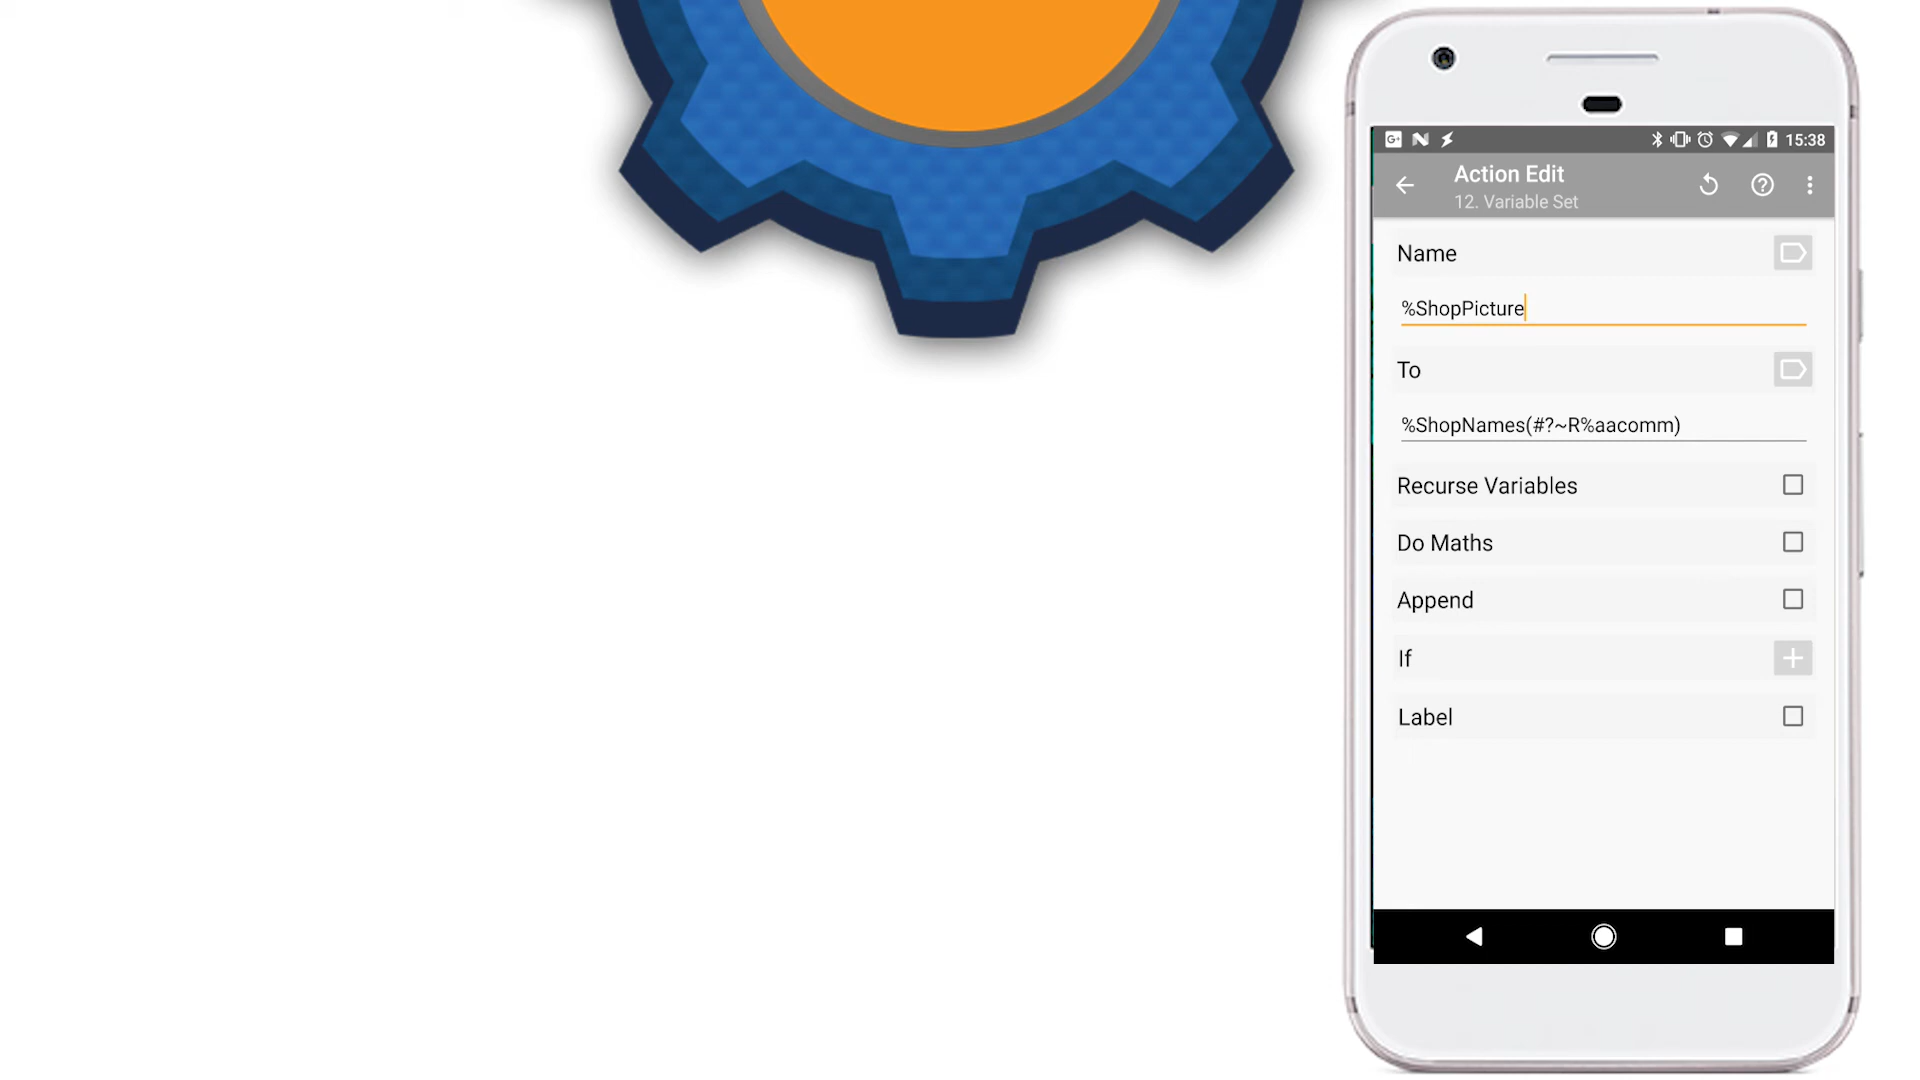 15:38
Action Edit
12. Variable Set
Name
%ShopPicture
To
%ShopNames(#?~R%aacomm)
Recurse Variables
Do Maths
Append
If
Label